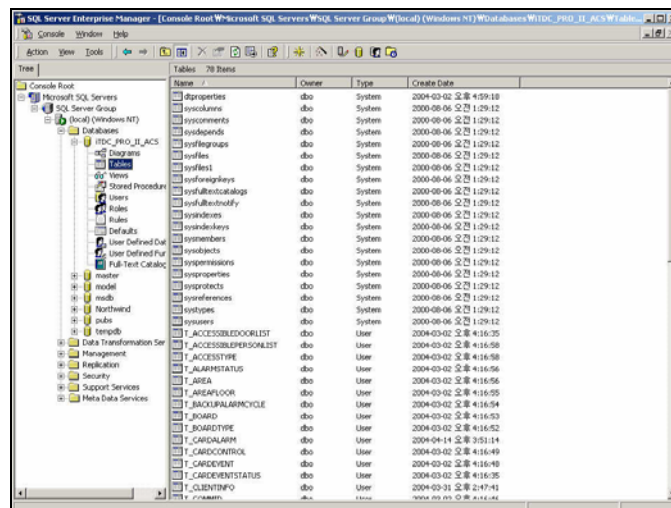 SQL Server Enterprise Manager - [Console Root₩Microsoft SQL Servers₩SQL Server Group₩(local) (Windows NT)₩Databases₩iTDC_PRO_II_ACS₩Table...
Console Window Help
Action View Tools
Tree
Tables 78 Items
Console Root
Microsoft SQL Servers
SQL Server Group
(local) (Windows NT)
Databases
iTDC_PRO_II_ACS
Diagrams
Tables
Views
Stored Procedure
Users
Roles
Rules
Defaults
User Defined Dat
User Defined Fun
Full-Text Catalog
master
model
msdb
Northwind
pubs
tempdb
Data Transformation Ser
Management
Replication
Security
Support Services
Meta Data Services
Name / Owner Type Create Date
dtproperties dbo System 2004-03-02 오후 4:59:18
syscolumns dbo System 2000-08-06 오전 1:29:12
syscomments dbo System 2000-08-06 오전 1:29:12
sysdepends dbo System 2000-08-06 오전 1:29:12
sysfilegroups dbo System 2000-08-06 오전 1:29:12
sysfiles dbo System 2000-08-06 오전 1:29:12
sysfiles1 dbo System 2000-08-06 오전 1:29:12
sysforeignkeys dbo System 2000-08-06 오전 1:29:12
sysfulltextcatalogs dbo System 2000-08-06 오전 1:29:12
sysfulltextnotify dbo System 2000-08-06 오전 1:29:12
sysindexes dbo System 2000-08-06 오전 1:29:12
sysindexkeys dbo System 2000-08-06 오전 1:29:12
sysmembers dbo System 2000-08-06 오전 1:29:12
sysobjects dbo System 2000-08-06 오전 1:29:12
syspermissions dbo System 2000-08-06 오전 1:29:12
sysproperties dbo System 2000-08-06 오전 1:29:12
sysprotects dbo System 2000-08-06 오전 1:29:12
sysreferences dbo System 2000-08-06 오전 1:29:12
systypes dbo System 2000-08-06 오전 1:29:12
sysusers dbo System 2000-08-06 오전 1:29:12
T_ACCESSIBLEDOORLIST dbo User 2004-03-02 오후 4:16:35
T_ACCESSIBLEPERSONLIST dbo User 2004-03-02 오후 4:16:58
T_ACCESSTYPE dbo User 2004-03-02 오후 4:16:58
T_ALARMSTATUS dbo User 2004-03-02 오후 4:16:56
T_AREA dbo User 2004-03-02 오후 4:16:56
T_AREAFLOOR dbo User 2004-03-02 오후 4:16:55
T_BACKUPALARMCYCLE dbo User 2004-03-02 오후 4:16:54
T_BOARD dbo User 2004-03-02 오후 4:16:53
T_BOARDTYPE dbo User 2004-03-02 오후 4:16:52
T_CARDALARM dbo User 2004-04-14 오후 3:51:14
T_CARDCONTROL dbo User 2004-03-02 오후 4:16:49
T_CARDEVENT dbo User 2004-03-02 오후 4:16:48
T_CARDEVENTSTATUS dbo User 2004-03-02 오후 4:16:35
T_CLIENTINFO dbo User 2004-03-31 오후 2:47:41